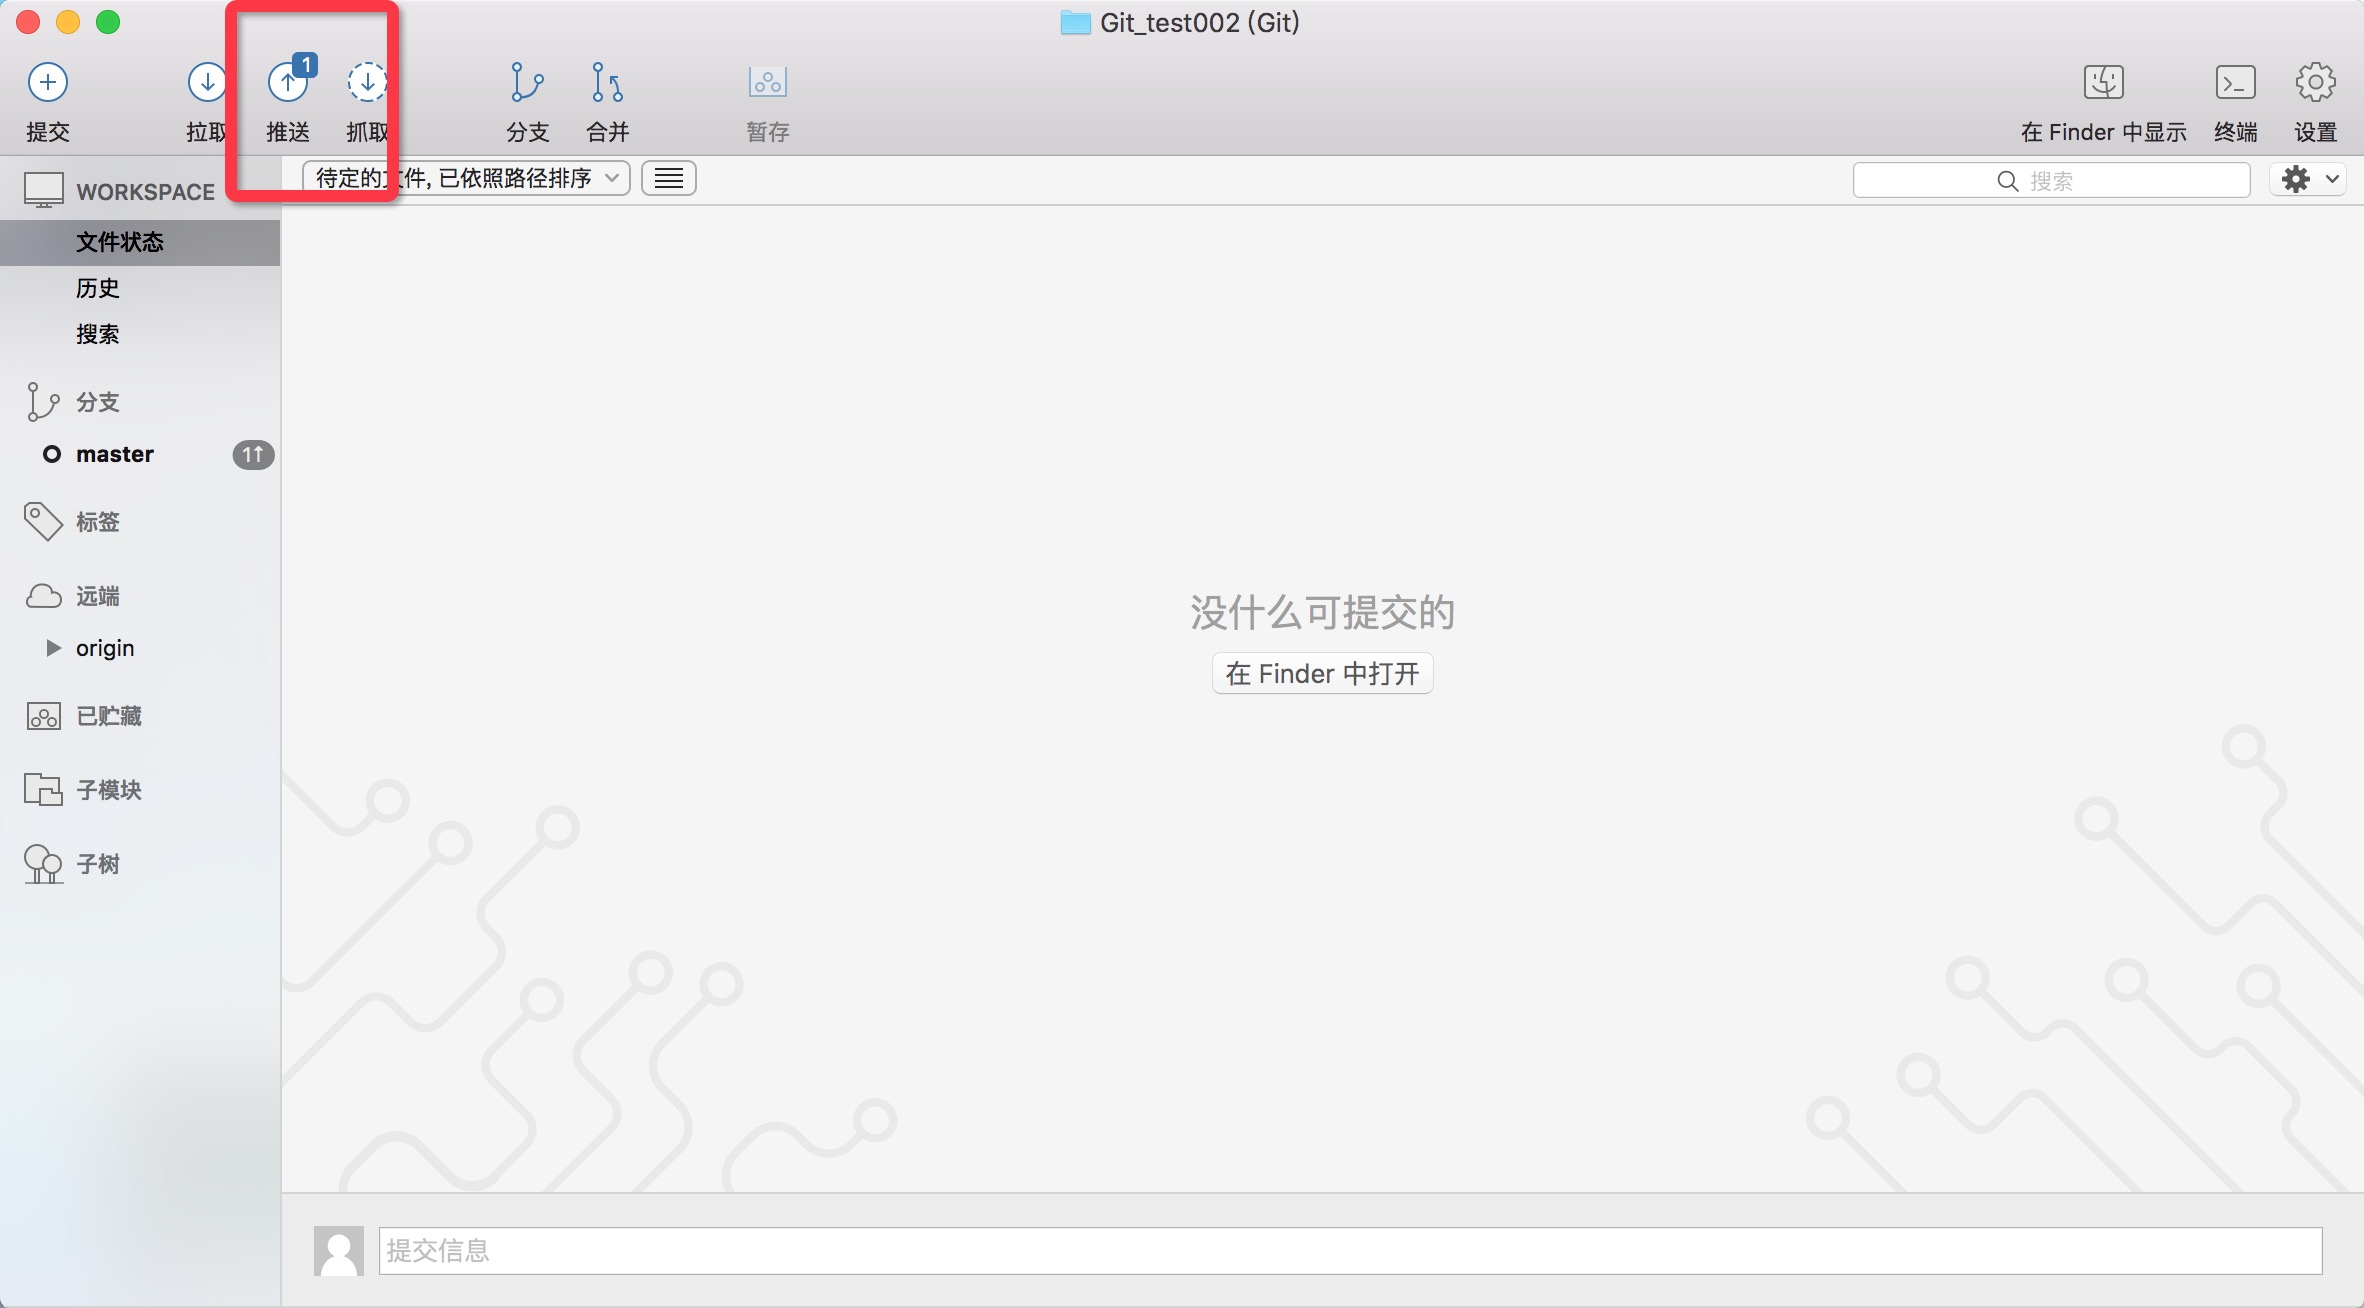 Git_test002 (Git)
1
提交
拉取
推送
抓取
分支
合并
暂存
在 Finder 中显示
终端
设置
WORKSPACE
待定的文件, 已依照路径排序
搜索
文件状态
历史
搜索
分支
master
1↑
标签
远端
origin
已贮藏
子模块
子树
没什么可提交的
在 Finder 中打开
提交信息